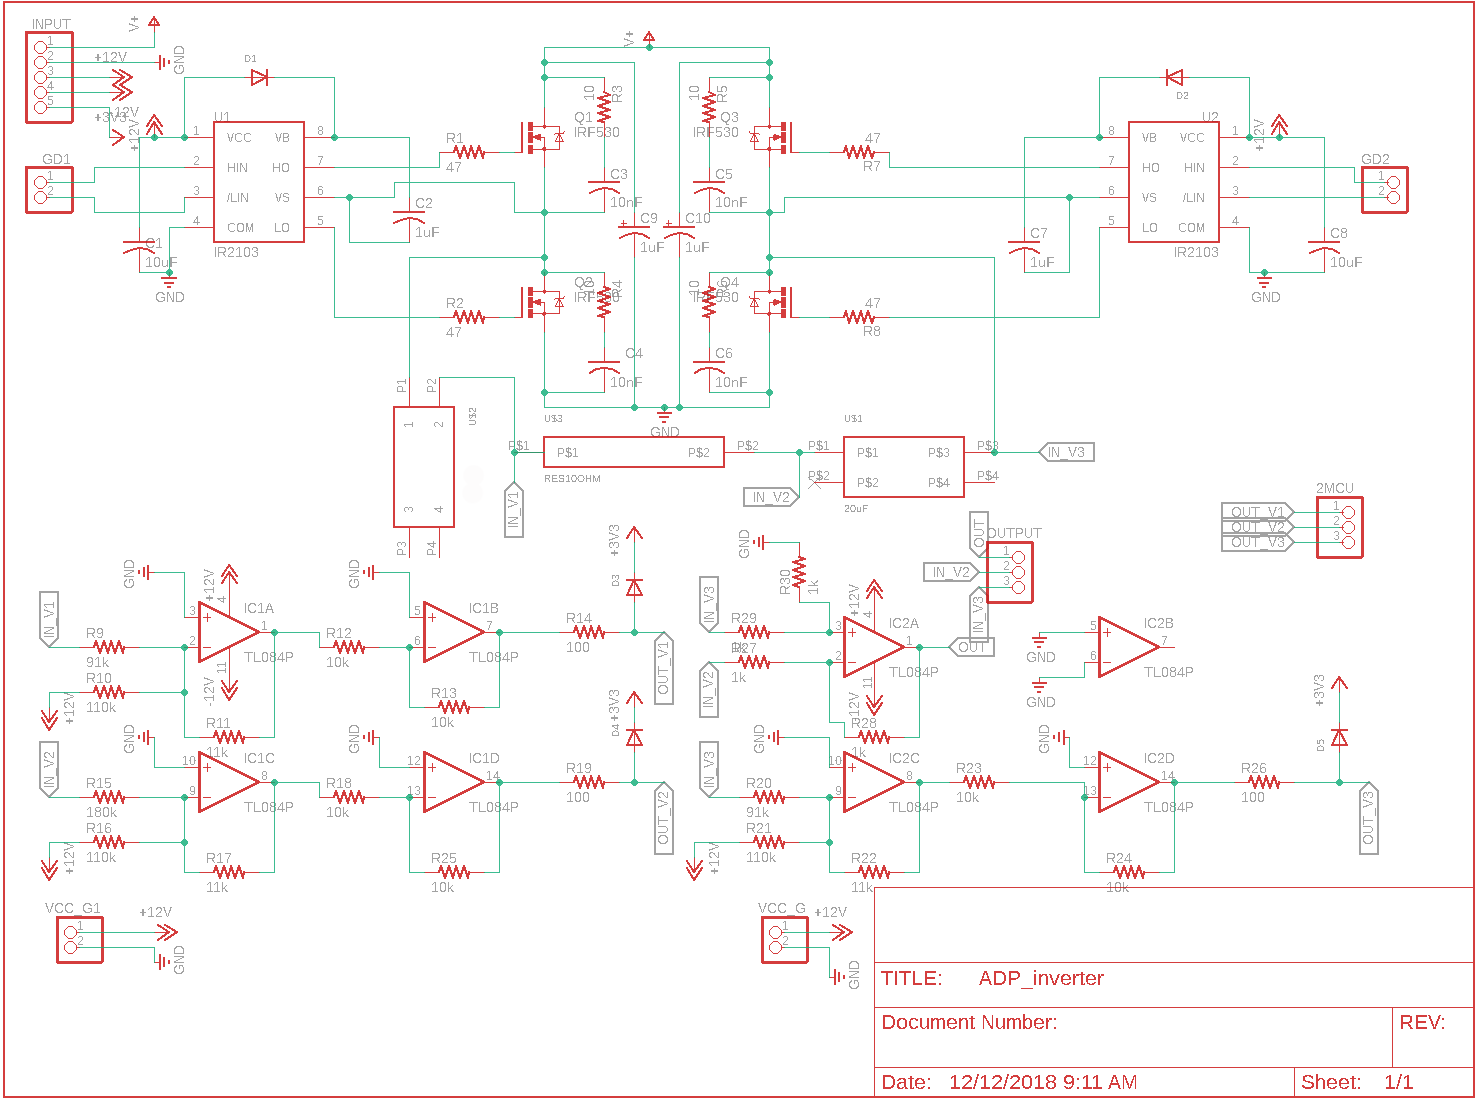 INPUT
1
2
3
4
5
V+
GND
+12V
-12V
+3V3
+12V
D1
GD1
1
2
C1
10uF
GND
U1
1 VCC VB 8
2 HIN HO 7
3 /LIN VS 6
4 COM LO 5
IR2103
C2
1uF
R1
47
R2
47
V+
Q1
IRF530
10
R3
C3
10nF
Q2
IRF530
10
R4
C4
10nF
C9
1uF
C10
1uF
10
R5
Q3
IRF530
C5
10nF
10
Q4
IRF530
C6
10nF
GND
47
R7
47
R8
D2
U2
8 VB VCC 1
7 HO HIN 2
6 VS /LIN 3
5 LO COM 4
IR2103
+12V
C7
1uF
C8
10uF
GND
GD2
1
2
P1
P2
1
2
3
4
P3
P4
U$2
U$3
P$1
P$1
P$2
P$2
RES10OHM
IN_V1
IN_V2
U$1
P$1
P$2
P$1
P$2
P$3
P$4
P$3
P$4
20uF
IN_V3
2MCU
OUT_V1 1
OUT_V2 2
OUT_V3 3
OUTPUT
OUT
1
IN_V2
2
3
IN_V3
GND
IN_V1
R9
91k
R10
110k
+12V
+12V
4
3
2
IC1A
1
TL084P
11
-12V
R11
11k
R12
10k
GND
5
6
IC1B
7
TL084P
R13
10k
R14
100
D3
+3V3
OUT_V1
GND
IN_V2
R15
180k
R16
110k
+12V
10
9
IC1C
8
TL084P
R17
11k
R18
10k
GND
12
13
IC1D
14
TL084P
R25
10k
R19
100
D4
+3V3
OUT_V2
GND
R30
1k
IN_V3
R29
1k
R27
1k
IN_V2
+12V
4
3
2
IC2A
1
TL084P
11
-12V
R28
1k
OUT
5
6
IC2B
7
TL084P
GND
GND
GND
IN_V3
R20
91k
R21
110k
+12V
10
9
IC2C
8
TL084P
R22
11k
R23
10k
GND
12
13
IC2D
14
TL084P
R24
10k
R26
100
D5
+3V3
OUT_V3
VCC_G1
1
2
+12V
GND
VCC_G
1
2
+12V
GND
TITLE: ADP_inverter
Document Number:
REV:
Date: 12/12/2018 9:11 AM
Sheet: 1/1